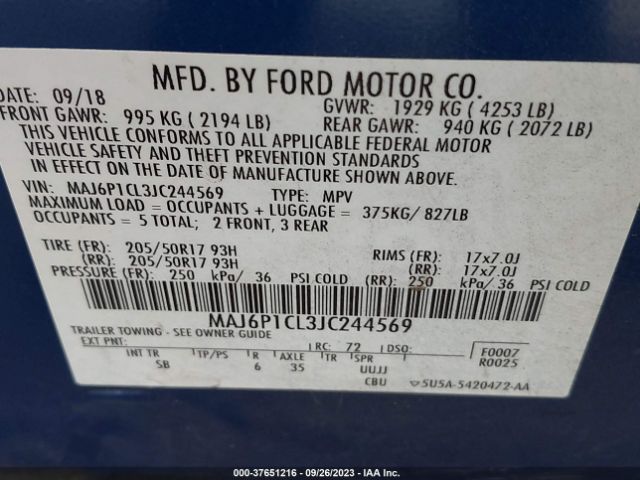 MFD. BY FORD MOTOR CO.
DATE: 09/18 GVWR: 1929 KG ( 4253 LB)
FRONT GAWR: 995 KG ( 2194 LB) REAR GAWR: 940 KG ( 2072 LB)
THIS VEHICLE CONFORMS TO ALL APPLICABLE FEDERAL MOTOR
VEHICLE SAFETY AND THEFT PREVENTION STANDARDS
IN EFFECT ON THE DATE OF MANUFACTURE SHOWN ABOVE.
VIN: MAJ6P1CL3JC244569 TYPE: MPV
MAXIMUM LOAD = OCCUPANTS + LUGGAGE = 375KG/ 827LB
OCCUPANTS = 5 TOTAL; 2 FRONT, 3 REAR
TIRE (FR): 205/50R17 93H RIMS (FR): 17x7.0J
(RR): 205/50R17 93H (RR): 17x7.0J
PRESSURE (FR): 250 kPa/ 36 PSI COLD (RR): 250 kPa/ 36 PSI COLD
MAJ6P1CL3JC244569
TRAILER TOWING - SEE OWNER GUIDE
EXT PNT: RC: 72 DSO: F0007
R0025
INT TR TP/PS R AXLE TR SPR
SB 6 35 UUJJ
CBU 5U5A-5420472-AA
000-37651216 - 09/26/2023 - IAA Inc.